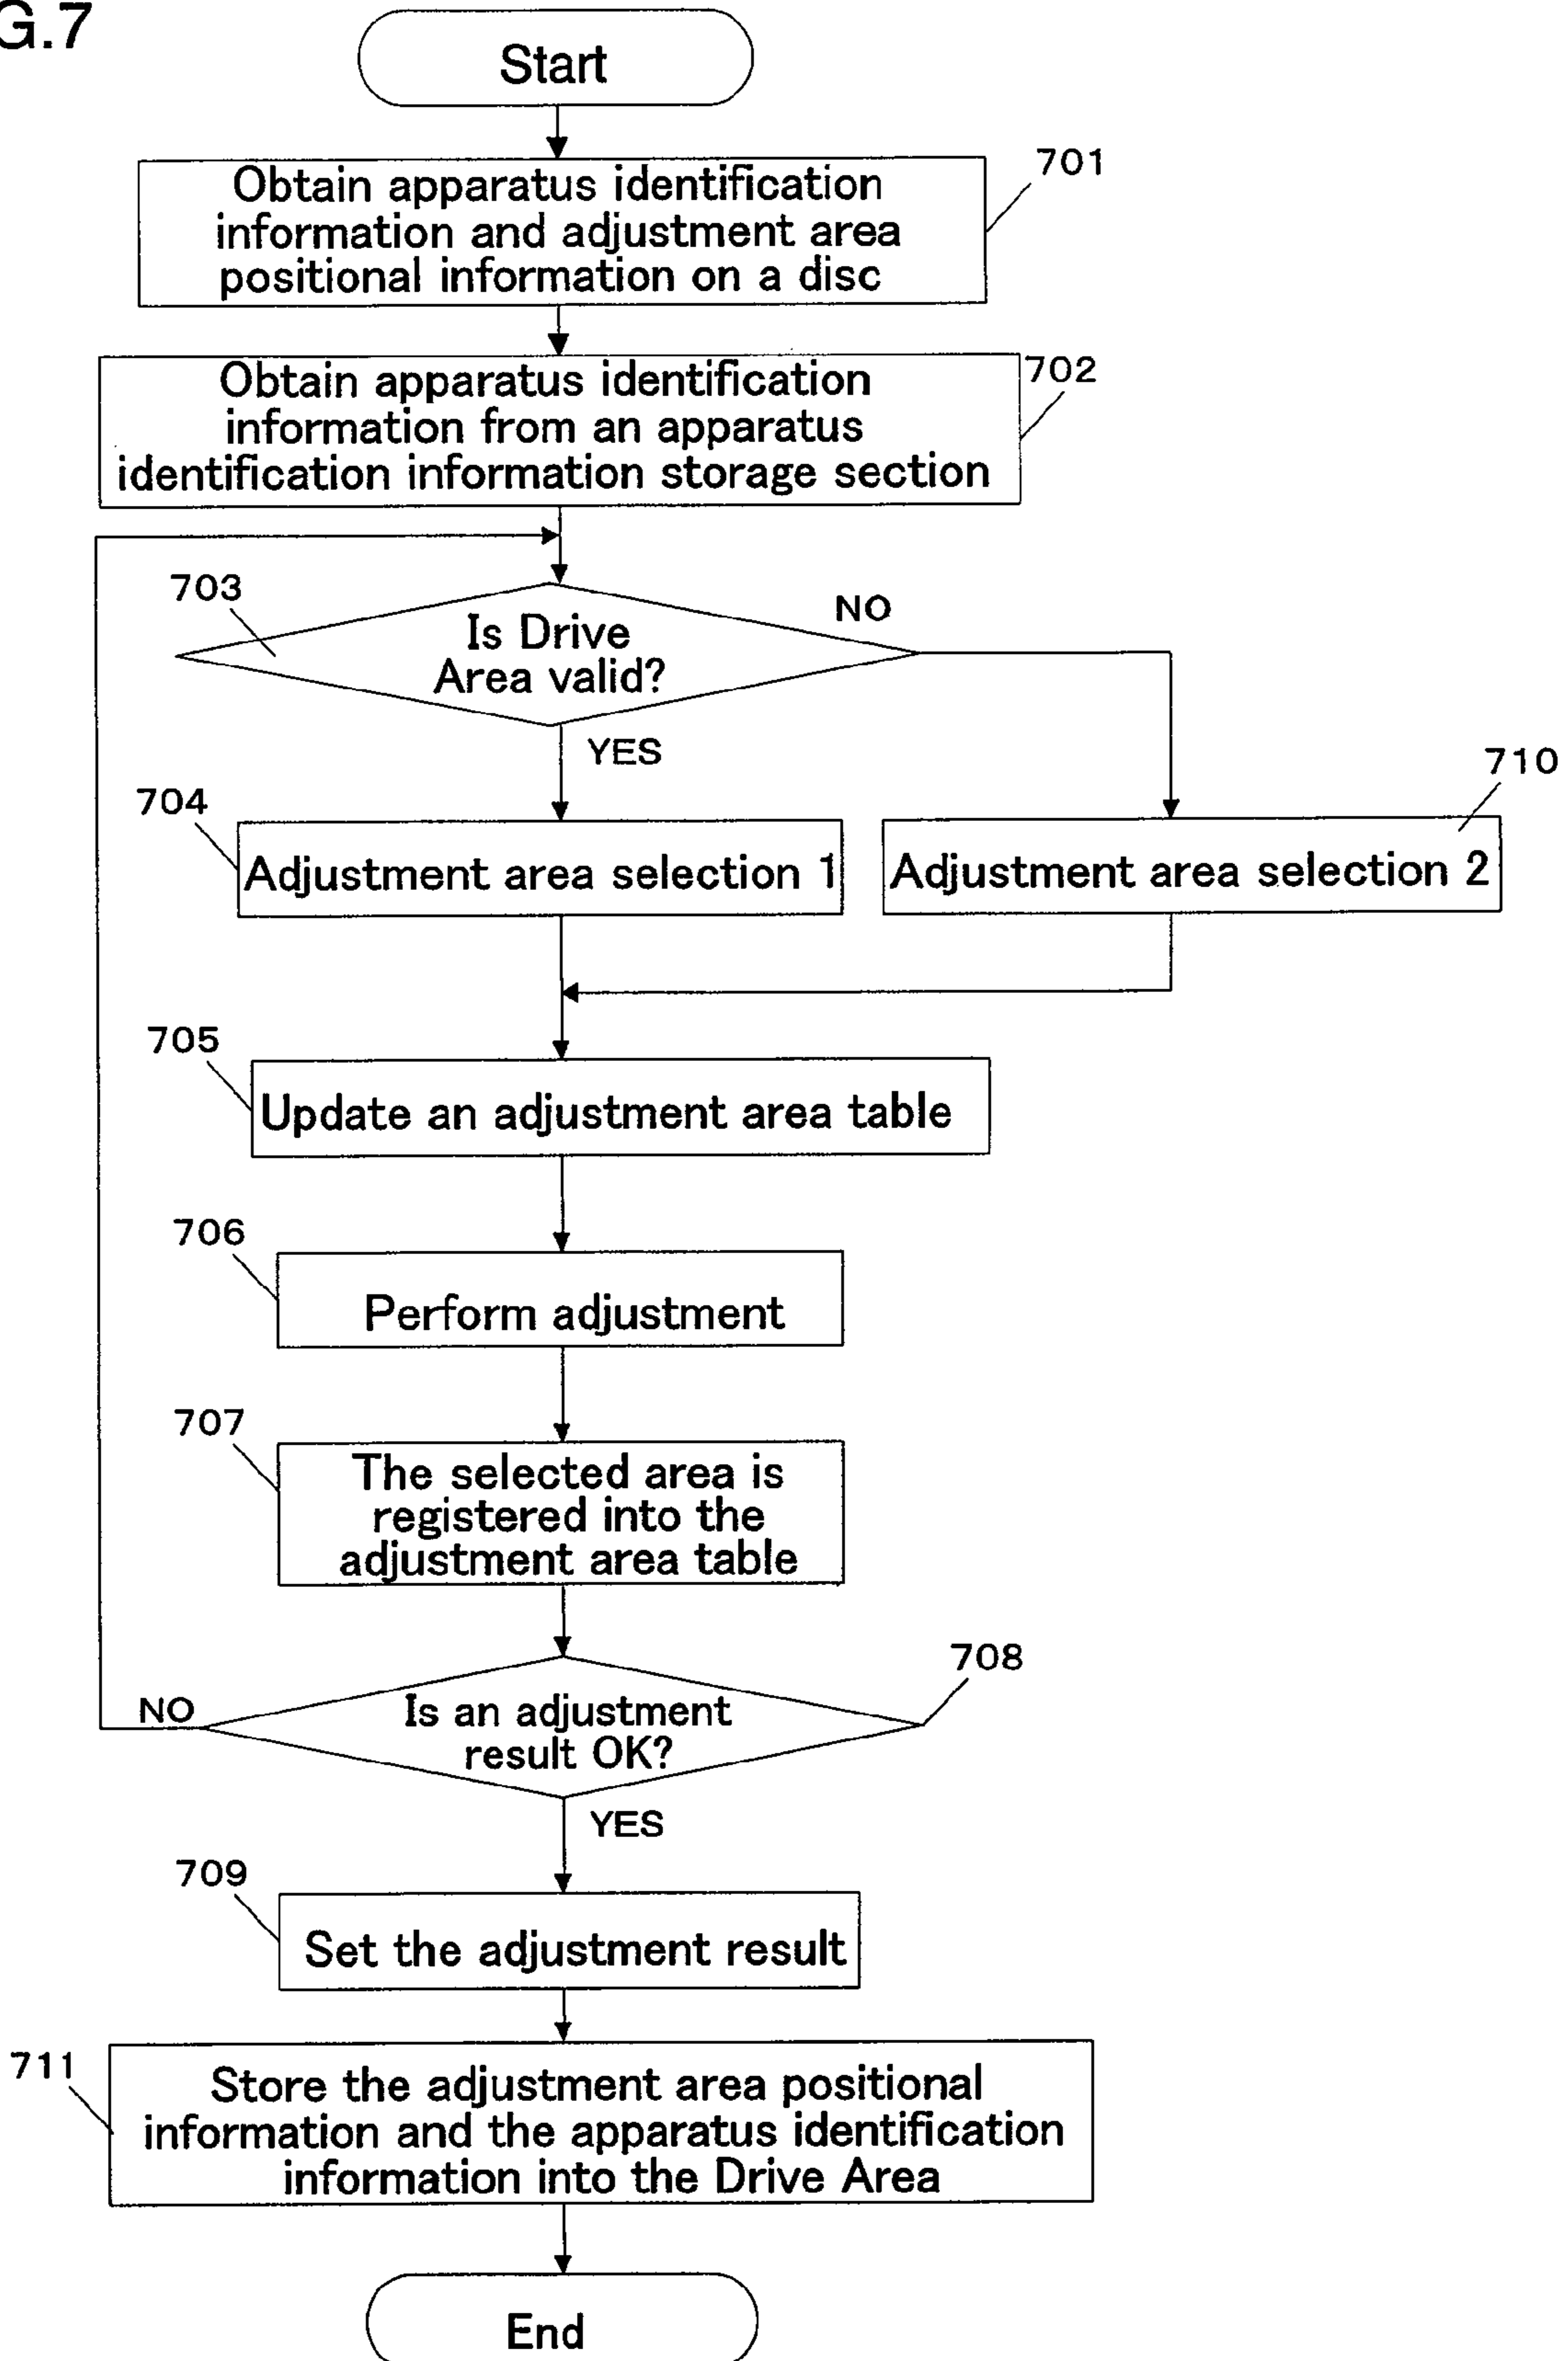 G.7
Start
701
Obtain apparatus identification
information and adjustment area
positional information on a disc
702
Obtain apparatus identification
information from an apparatus
identification information storage section
703
NO
Is Drive
Area valid?
YES
710
704
Adjustment area selection 1
Adjustment area selection 2
705
Update an adjustment area table
706
Perform adjustment
707
The selected area is
registered into the
adjustment area table
708
NO
Is an adjustment
result OK?
YES
709
Set the adjustment result
711
Store the adjustment area positional
information and the apparatus identification
information into the Drive Area
End